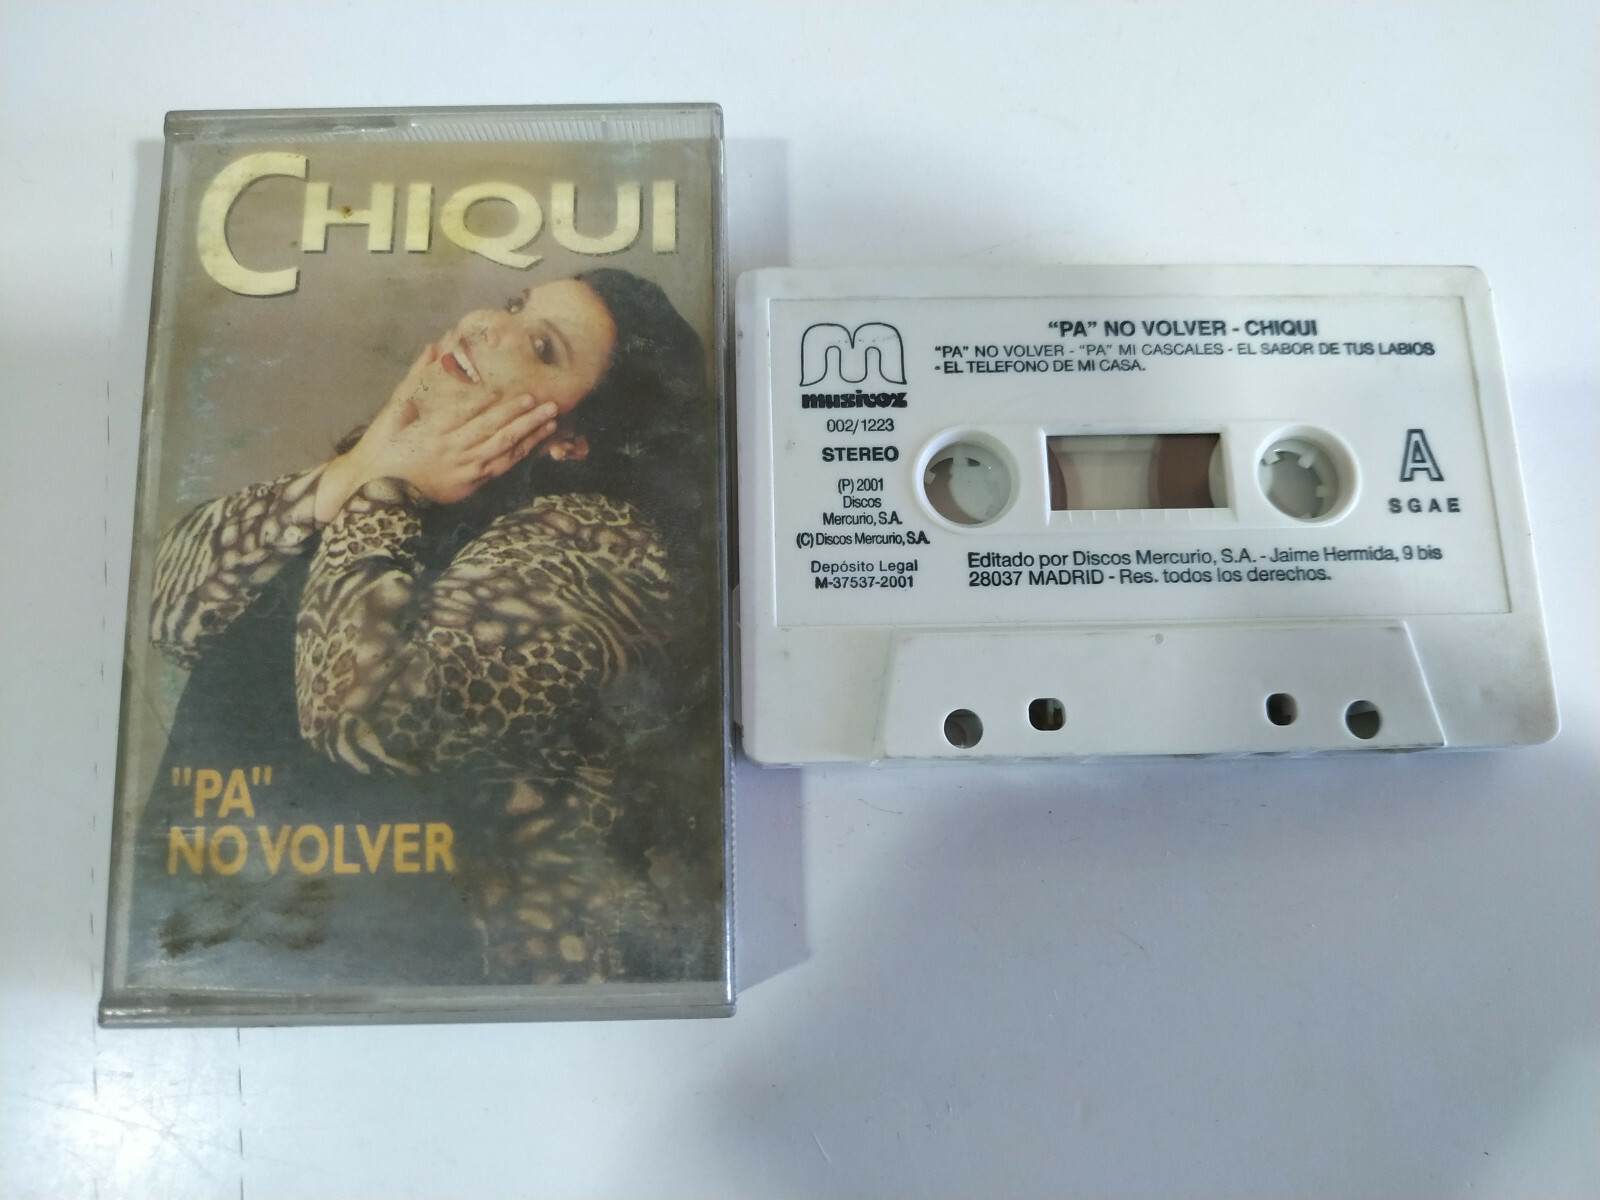 CHIQUI
"PA"
NO VOLVER
"PA" NO VOLVER - CHIQUI
"PA" NO VOLVER - "PA" MI CASCALES - EL SABOR DE TUS LABIOS
- EL TELEFONO DE MI CASA.
musivoz
002/1223
STEREO
(P) 2001
Discos
Mercurio, S.A.
(C) Discos Mercurio, S.A.
Depósito Legal
M-37537-2001
A
SGAE
Editado por Discos Mercurio, S.A. - Jaime Hermida, 9 bis
28037 MADRID - Res. todos los derechos.